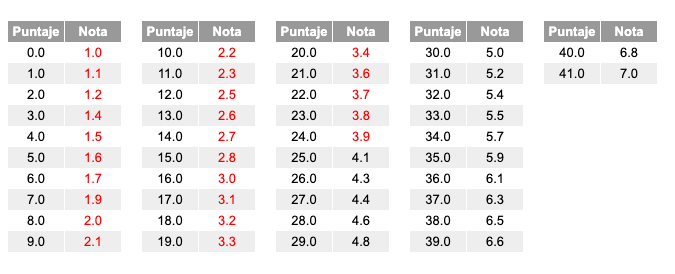 Puntaje Nota Puntaje Nota Puntaje Nota Puntaje Nota Puntaje Nota
0.0 1.0 10.0 2.2 20.0 3.4 30.0 5.0 40.0 6.8
1.0 1.1 11.0 2.3 21.0 3.6 31.0 5.2 41.0 7.0
2.0 1.2 12.0 2.5 22.0 3.7 32.0 5.4
3.0 1.4 13.0 2.6 23.0 3.8 33.0 5.5
4.0 1.5 14.0 2.7 24.0 3.9 34.0 5.7
5.0 1.6 15.0 2.8 25.0 4.1 35.0 5.9
6.0 1.7 16.0 3.0 26.0 4.3 36.0 6.1
7.0 1.9 17.0 3.1 27.0 4.4 37.0 6.3
8.0 2.0 18.0 3.2 28.0 4.6 38.0 6.5
9.0 2.1 19.0 3.3 29.0 4.8 39.0 6.6